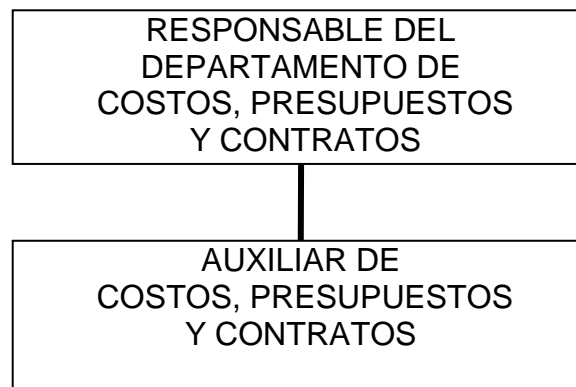 RESPONSABLE DEL
DEPARTAMENTO DE
COSTOS, PRESUPUESTOS
Y CONTRATOS
AUXILIAR DE
COSTOS, PRESUPUESTOS
Y CONTRATOS